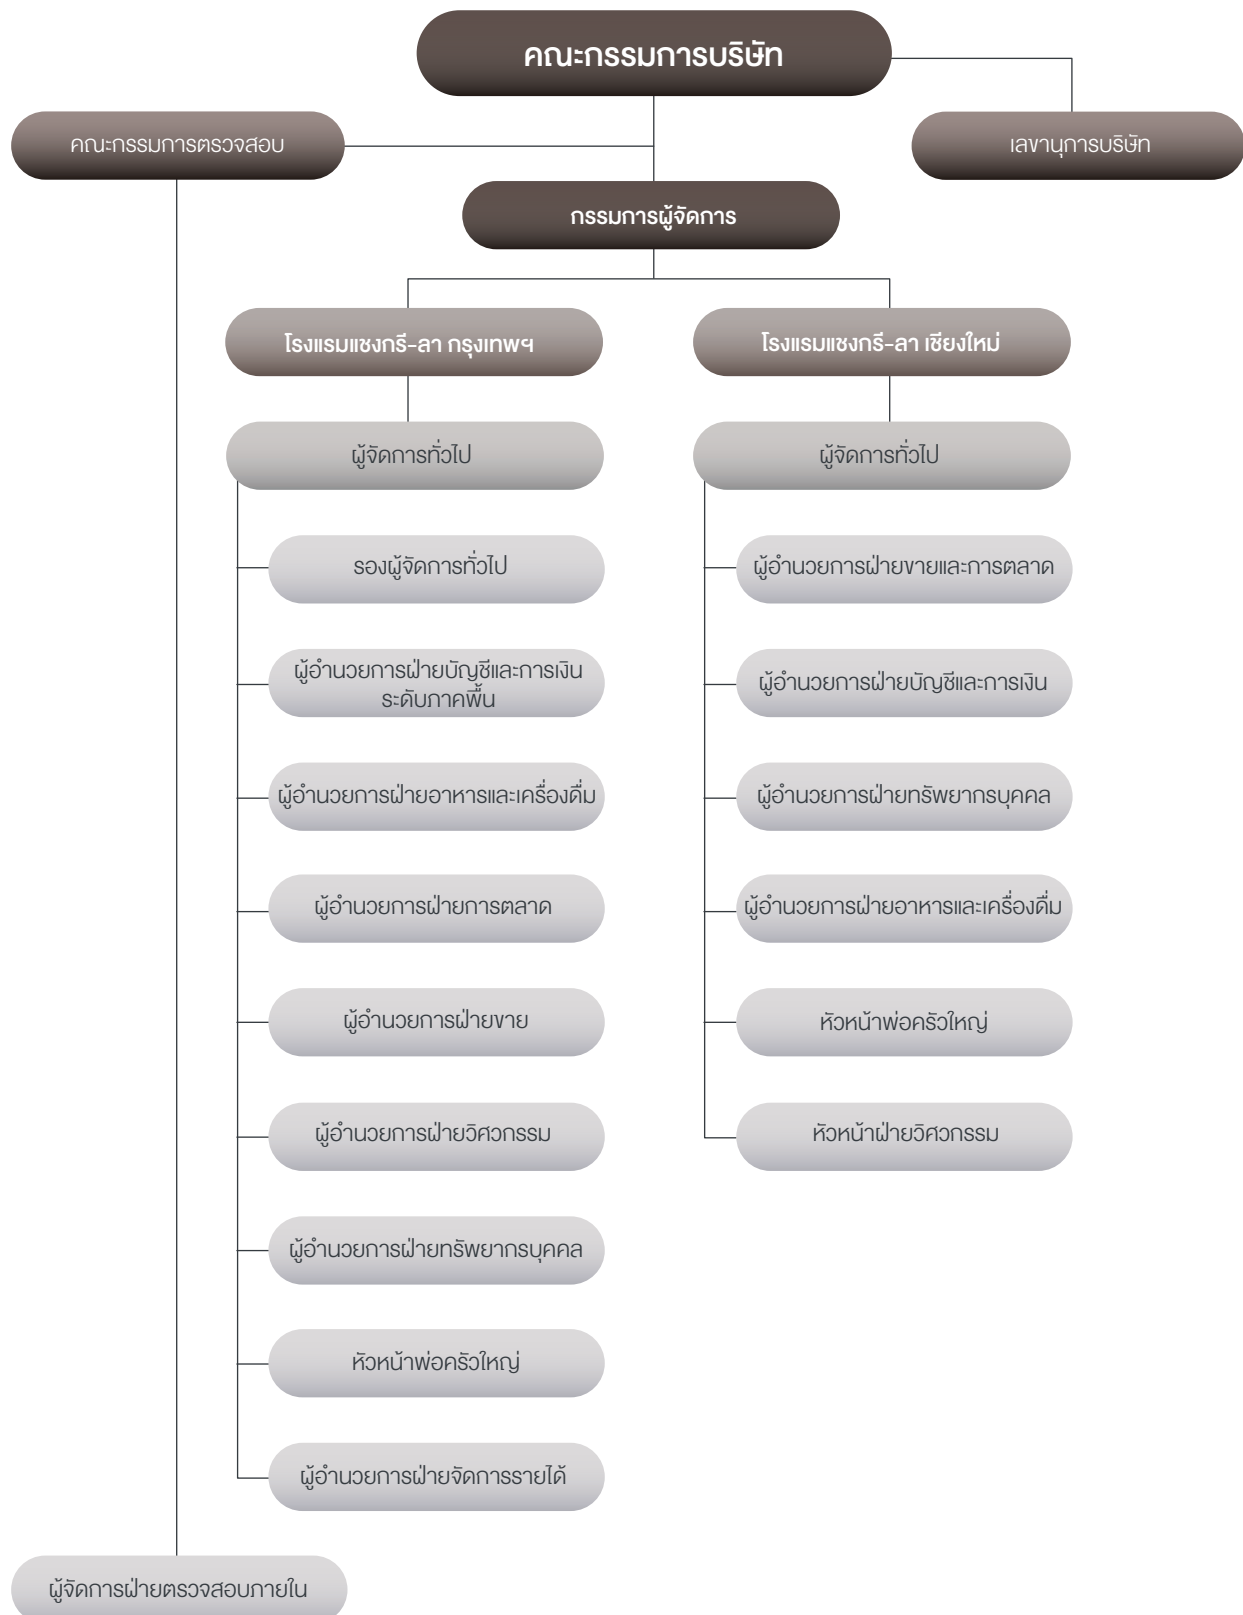 คณะกรรมการบริษัท
คณะกรรมการตรวจสอบ
เลขานุการบริษัท
กรรมการผู้จัดการ
โรงแรมแชงกรี-ลา กรุงเทพฯ
โรงแรมแชงกรี-ลา เชียงใหม่
ผู้จัดการทั่วไป
ผู้จัดการทั่วไป
รองผู้จัดการทั่วไป
ผู้อำนวยการฝ่ายขายและการตลาด
ผู้อำนวยการฝ่ายบัญชีและการเงิน
ระดับภาคพื้น
ผู้อำนวยการฝ่ายบัญชีและการเงิน
ผู้อำนวยการฝ่ายอาหารและเครื่องดื่ม
ผู้อำนวยการฝ่ายทรัพยากรบุคคล
ผู้อำนวยการฝ่ายการตลาด
ผู้อำนวยการฝ่ายอาหารและเครื่องดื่ม
ผู้อำนวยการฝ่ายขาย
หัวหน้าพ่อครัวใหญ่
ผู้อำนวยการฝ่ายวิศวกรรม
หัวหน้าฝ่ายวิศวกรรม
ผู้อำนวยการฝ่ายทรัพยากรบุคคล
หัวหน้าพ่อครัวใหญ่
ผู้อำนวยการฝ่ายจัดการรายได้
ผู้จัดการฝ่ายตรวจสอบภายใน